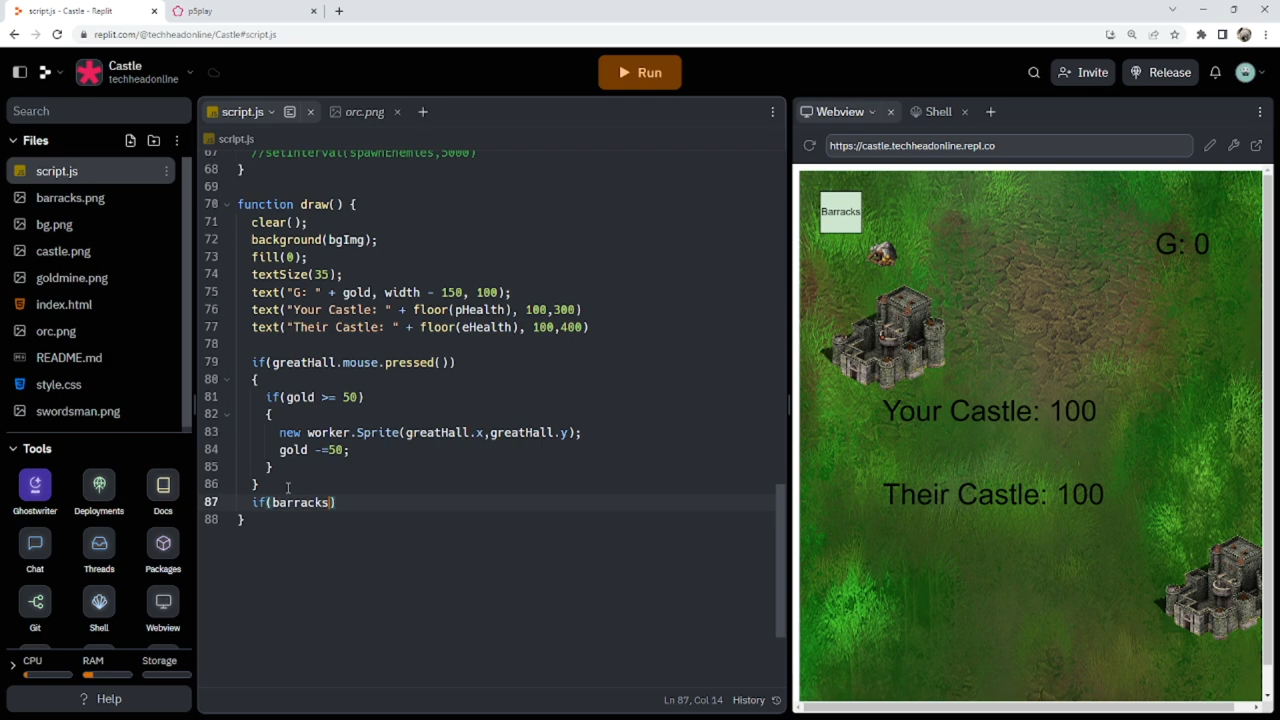 script.js - Castle - Replit
p5play
replit.com/@techheadonline/Castle#script.js
Castle
techheadonline
Run
Invite
Release
Search
Files
script.js
barracks.png
bg.png
castle.png
goldmine.png
index.html
orc.png
README.md
style.css
swordsman.png
Tools
Ghostwriter
Deployments
Docs
Chat
Threads
Packages
Git
Shell
Webview
CPU
RAM
Storage
? Help
script.js
orc.png
script.js
67 //setInterval(spawnEnemies,5000)
68 }
69
70 function draw() {
71 clear();
72 background(bgImg);
73 fill(0);
74 textSize(35);
75 text("G: " + gold, width - 150, 100);
76 text("Your Castle: " + floor(pHealth), 100,300)
77 text("Their Castle: " + floor(eHealth), 100,400)
78
79 if(greatHall.mouse.pressed())
80 {
81 if(gold >= 50)
82 {
83 new worker.Sprite(greatHall.x,greatHall.y);
84 gold -=50;
85 }
86 }
87 if(barracks)
88 }
Ln 87, Col 14
History
Webview
Shell
https://castle.techheadonline.repl.co
Barracks
G: 0
Your Castle: 100
Their Castle: 100